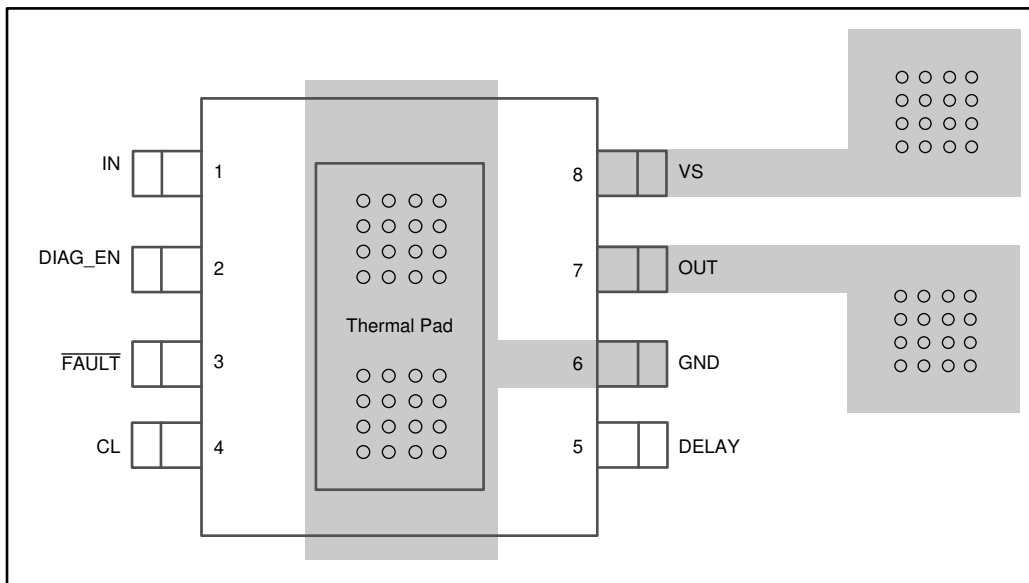 IN
1
8
VS
DIAG_EN
2
7
OUT
Thermal Pad
FAULT
3
6
GND
CL
4
5
DELAY